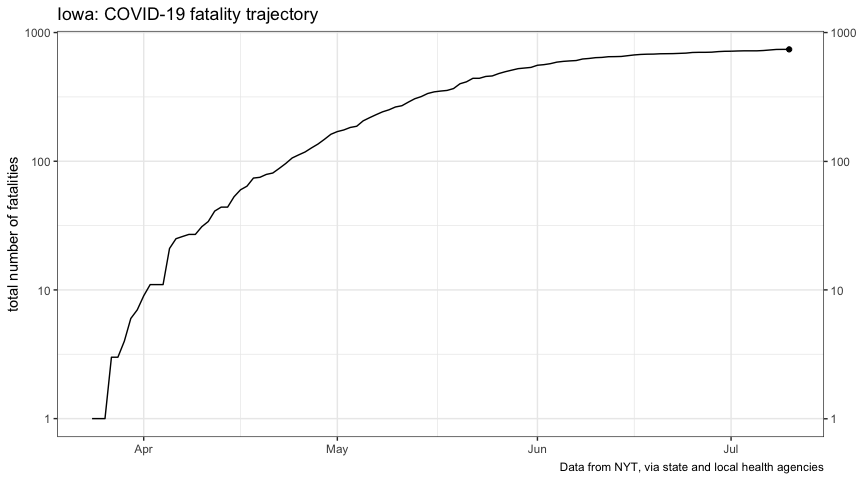 Iowa: COVID-19 fatality trajectory
1000
1000
total number of fatalities
100
100
10
10
1
1
Apr
May
Jun
Jul
Data from NYT, via state and local health agencies